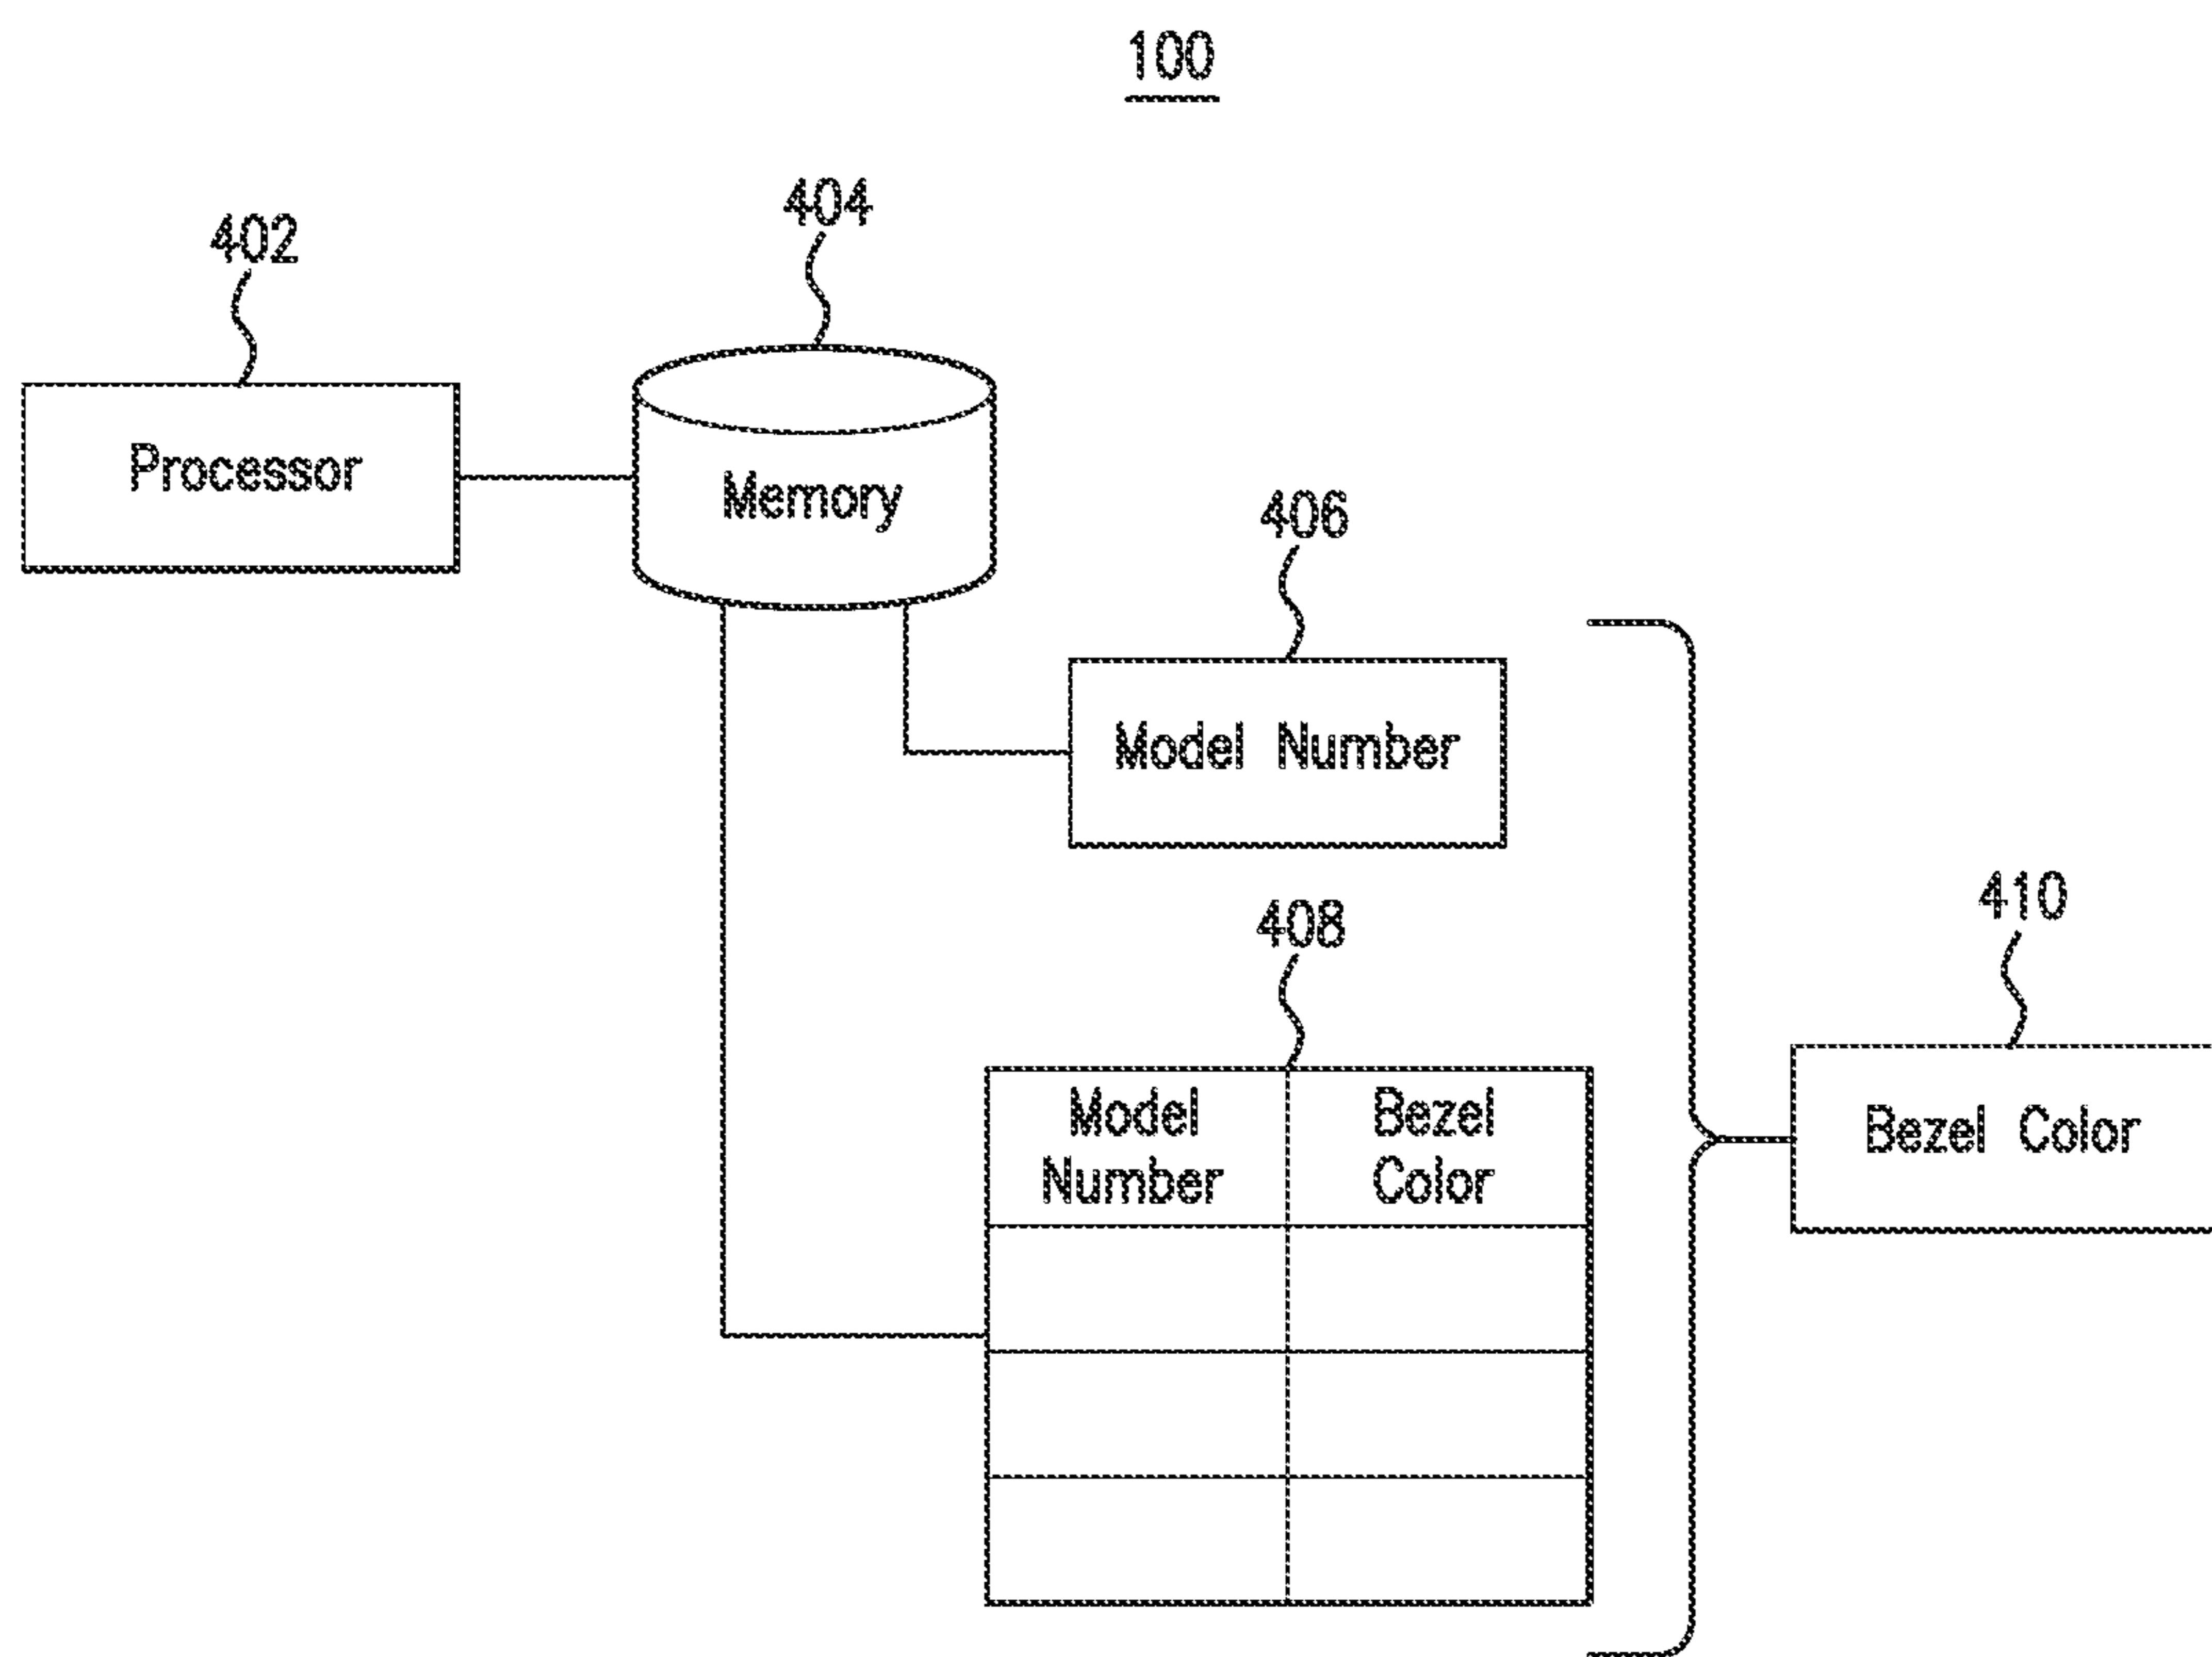 100
402
404
Processor
Memory
406
Model Number
408
410
Model
Number
Bezel
Color
Bezel Color